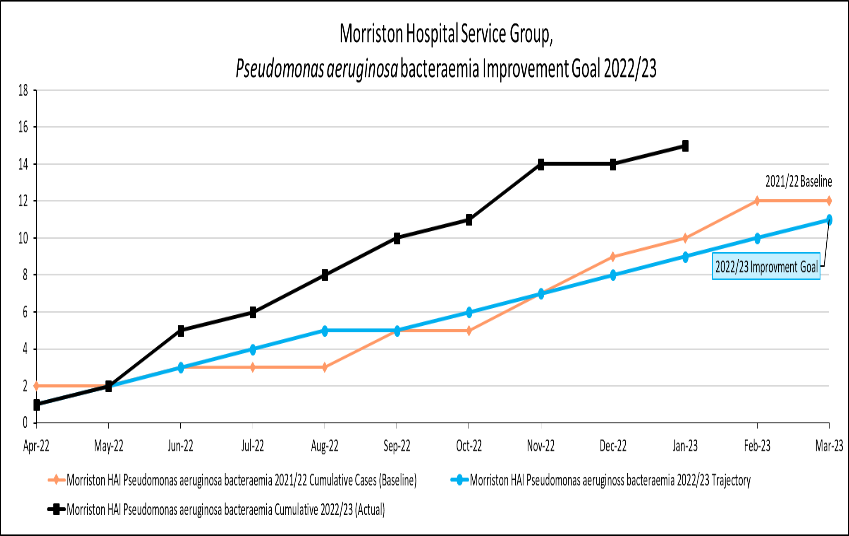 Morriston Hospital Service Group,
Pseudomonas aeruginosa bacteraemia Improvement Goal 2022/23
18
16
14
12
10
8
6
4
2
0
2021/22 Baseline
2022/23 Improvment Goal
Apr-22 May-22 Jun-22 Jul-22 Aug-22 Sep-22 Oct-22 Nov-22 Dec-22 Jan-23 Feb-23 Mar-23
Morriston HAI Pseudomonas aeruginosa bacteraemia 2021/22 Cumulative Cases (Baseline)
Morriston HAI Pseudomonas aeruginoss bacteraemia 2022/23 Trajectory
Morriston HAI Pseudomonas aeruginosa bacteraemia Cumulative 2022/23 (Actual)